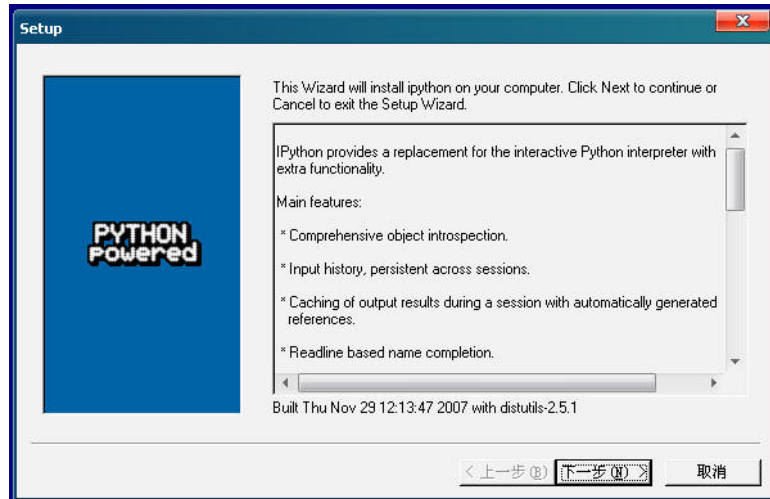 Setup
This Wizard will install ipython on your computer. Click Next to continue or
Cancel to exit the Setup Wizard.
IPython provides a replacement for the interactive Python interpreter with
extra functionality.
Main features:
* Comprehensive object introspection.
* Input history, persistent across sessions.
* Caching of output results during a session with automatically generated
references.
* Readline based name completion.
PYTHON
powered
Built Thu Nov 29 12:13:47 2007 with distutils-2.5.1
< 上一步(B)
下一步(N) >
取消